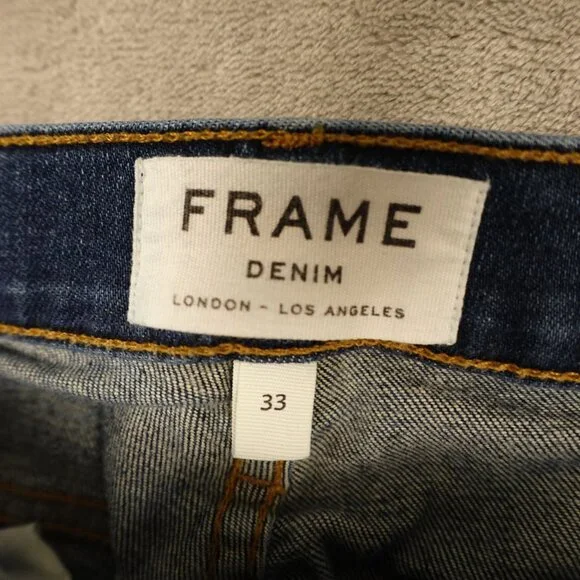 FRAME
DENIM
LONDON - LOS ANGELES
33